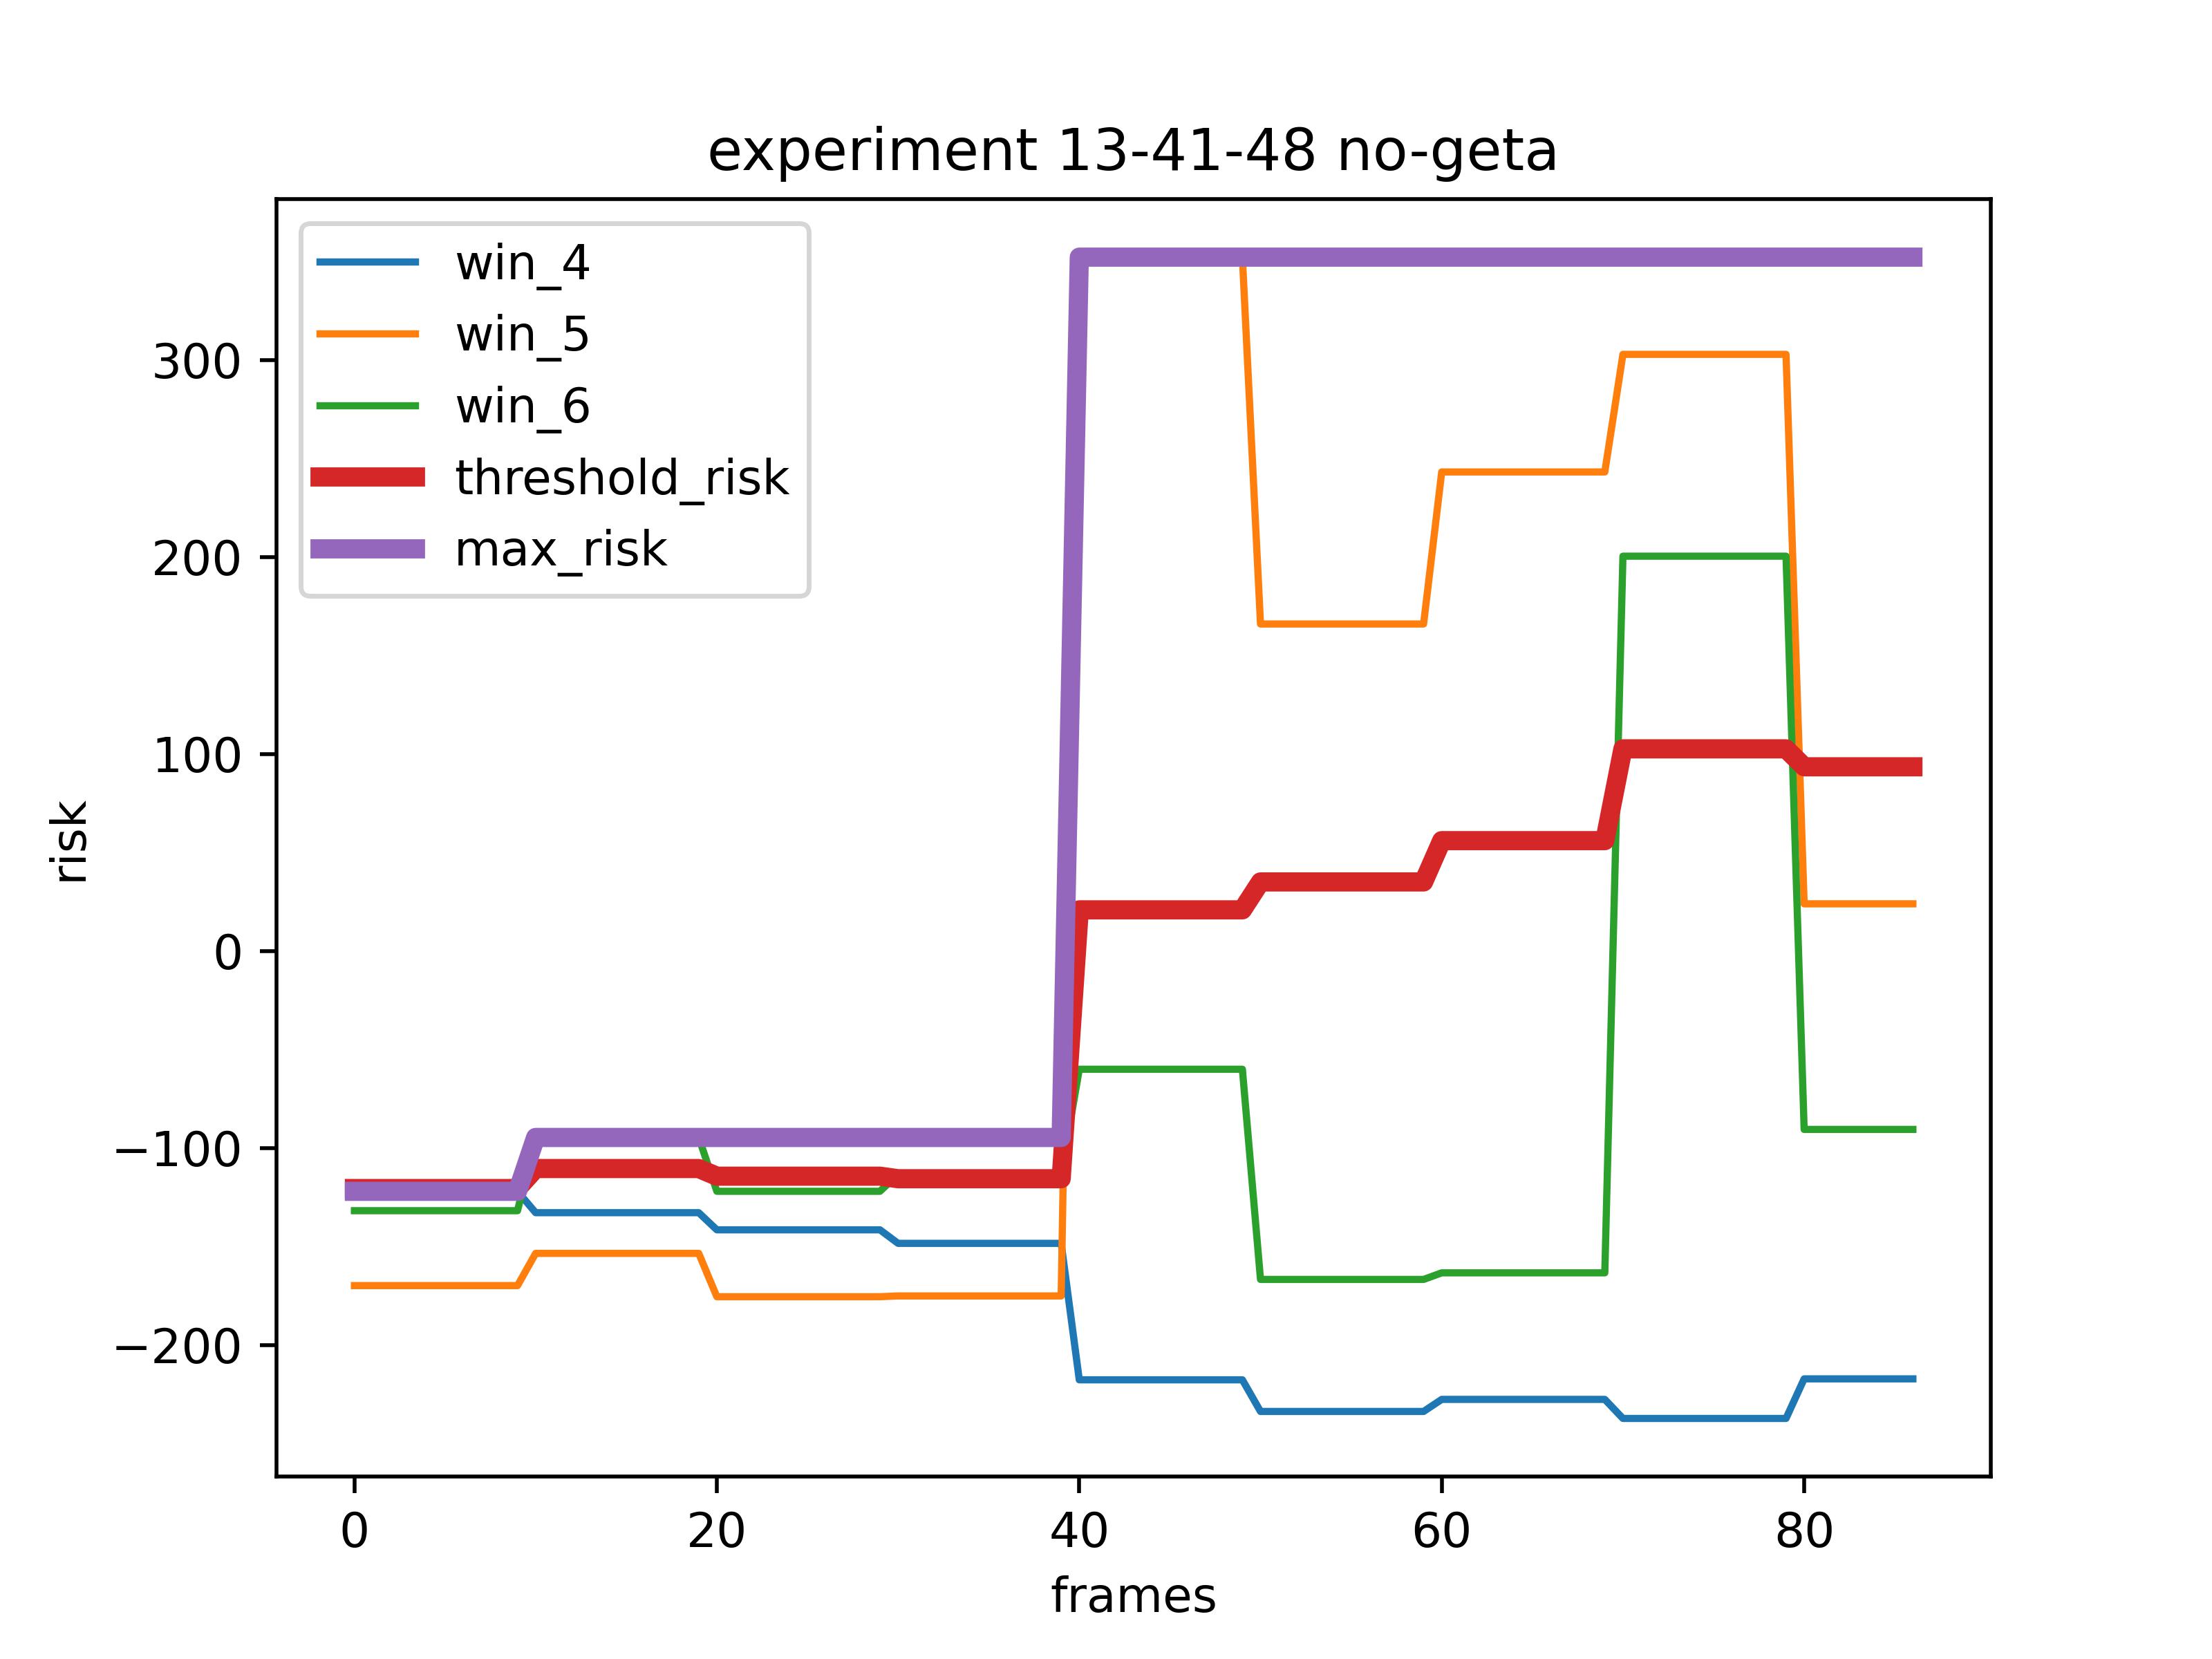 experiment 13-41-48 no-geta
win_4
win_5
win_6
threshold_risk
max_risk
300
200
100
0
−100
−200
risk
0 20 40 60 80
frames